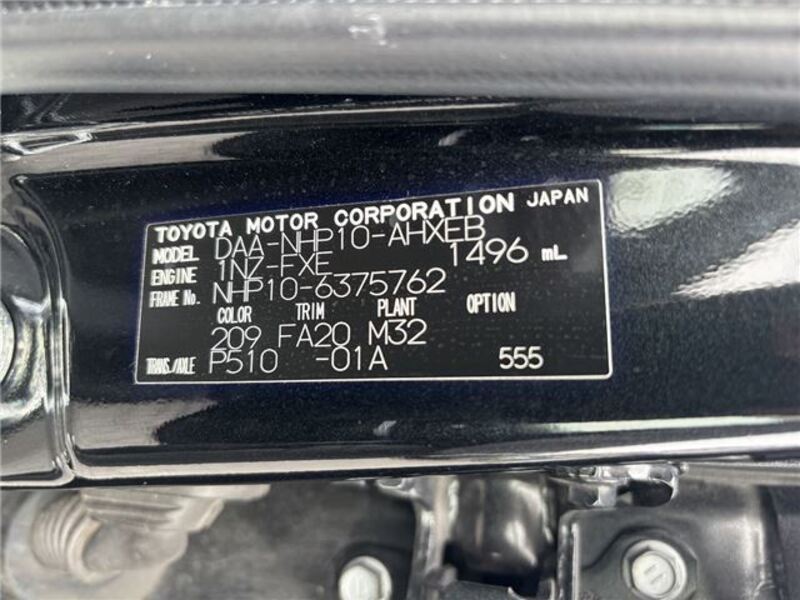 TOYOTA MOTOR CORPORATION JAPAN
MODEL DAA-NHP10-AHXEB
ENGINE 1NZ-FXE 1496 mL
FRAME No. NHP10-6375762
COLOR TRIM PLANT OPTION
209 FA20 M32
TRANS./AXLE P510 -01A 555